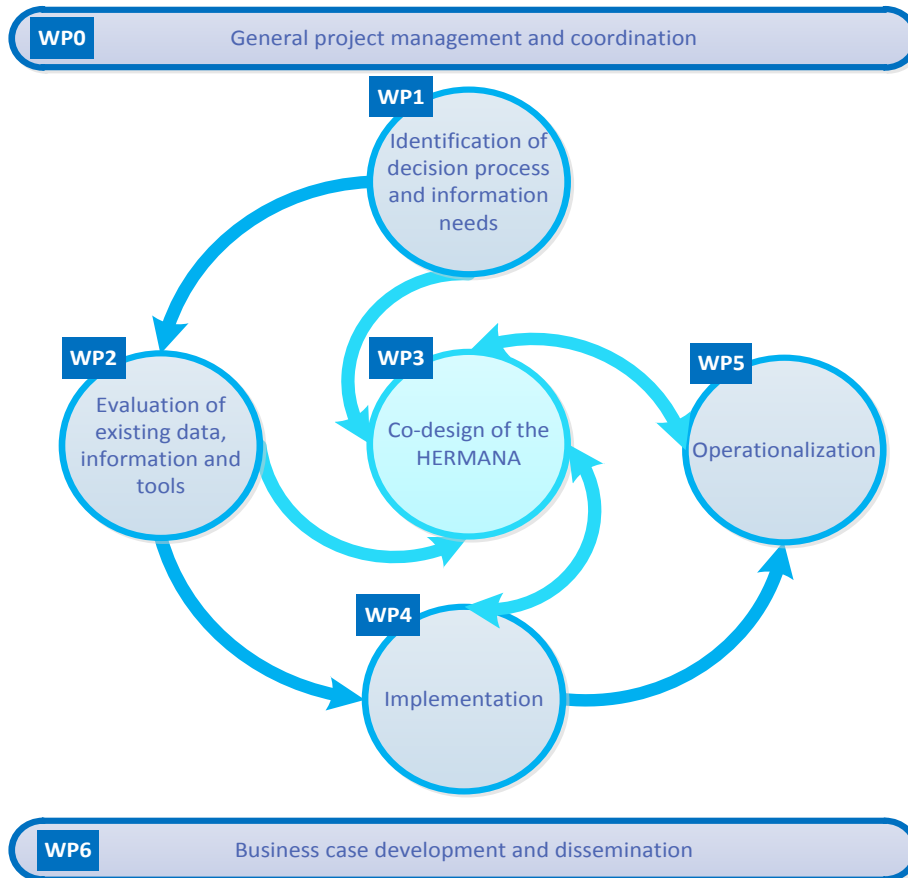 WP0
General project management and coordination
WP1
Identification of
decision process
and information
needs
WP2
Evaluation of
existing data,
information and
tools
WP3
Co-design of the
HERMANA
WP5
Operationalization
WP4
Implementation
WP6
Business case development and dissemination